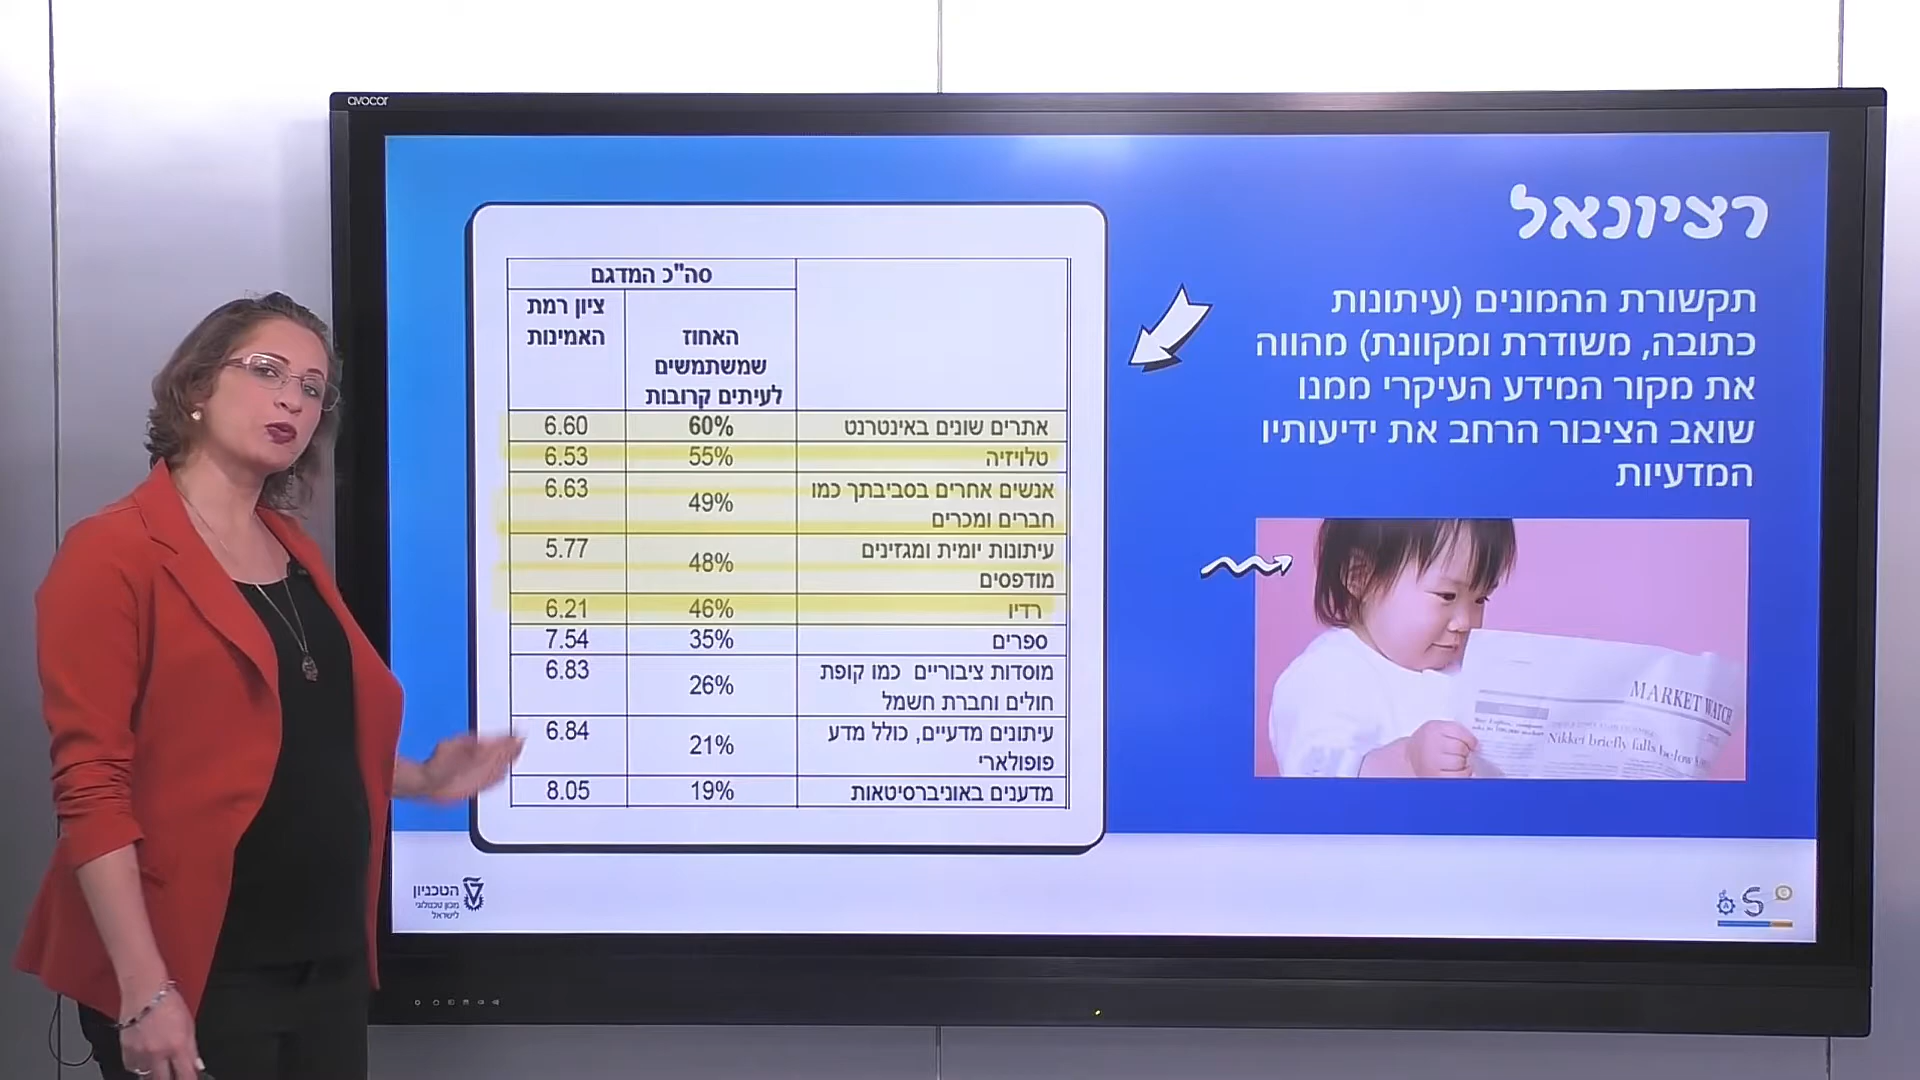 avocor
רציונאל
תקשורת ההמונים (עיתונות
כתובה, משודרת ומקוונת) מהווה
את מקור המידע העיקרי ממנו
שואב הציבור הרחב את ידיעותיו
המדעיות
סה"כ המדגם
האחוז
שמשתמשים
לעיתים קרובות
ציון רמת
האמינות
אתרים שונים באינטרנט 60% 6.60
טלויזיה 55% 6.53
אנשים אחרים בסביבתך כמו
חברים ומכרים 49% 6.63
עיתונות יומית ומגזינים
מודפסים 48% 5.77
רדיו 46% 6.21
ספרים 35% 7.54
מוסדות ציבוריים כמו קופת
חולים וחברת חשמל 26% 6.83
עיתונים מדעיים, כולל מדע
פופולארי 21% 6.84
מדענים באוניברסיטאות 19% 8.05
MARKET WATCH
Nikkei briefly falls below
הטכניון
מכון טכנולוגי
לישראל